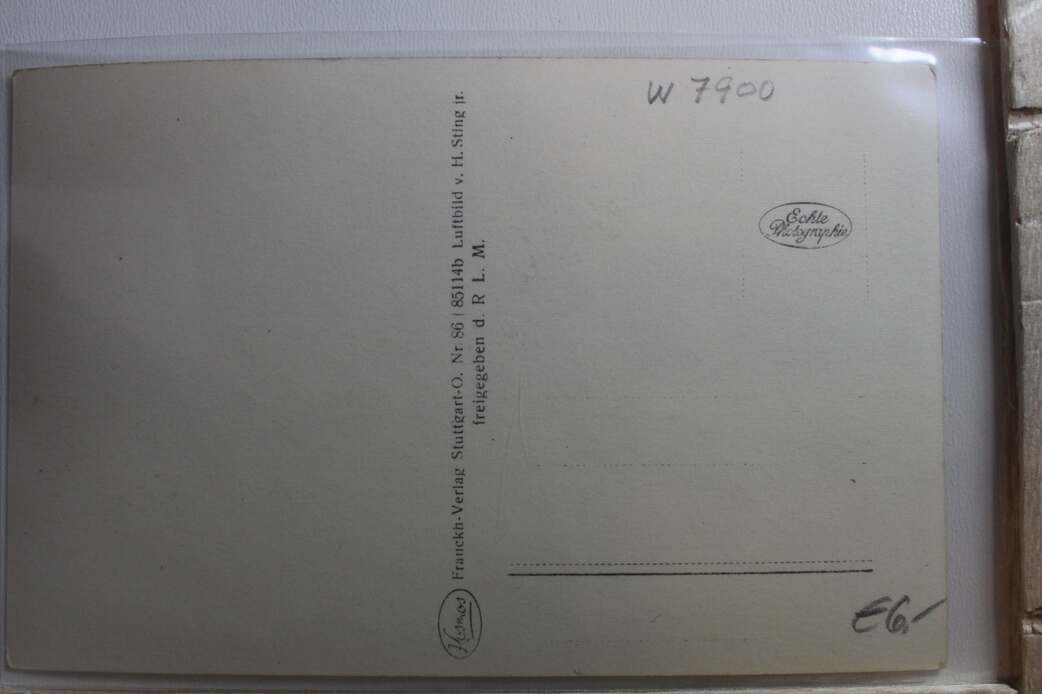 W 7900
Echte
Photographie
Kosmos Franckh-Verlag Stuttgart-O. Nr. 86 | 85114b Luftbild v. H. Sting jr.
freigegeben d. R L. M.
€6,-